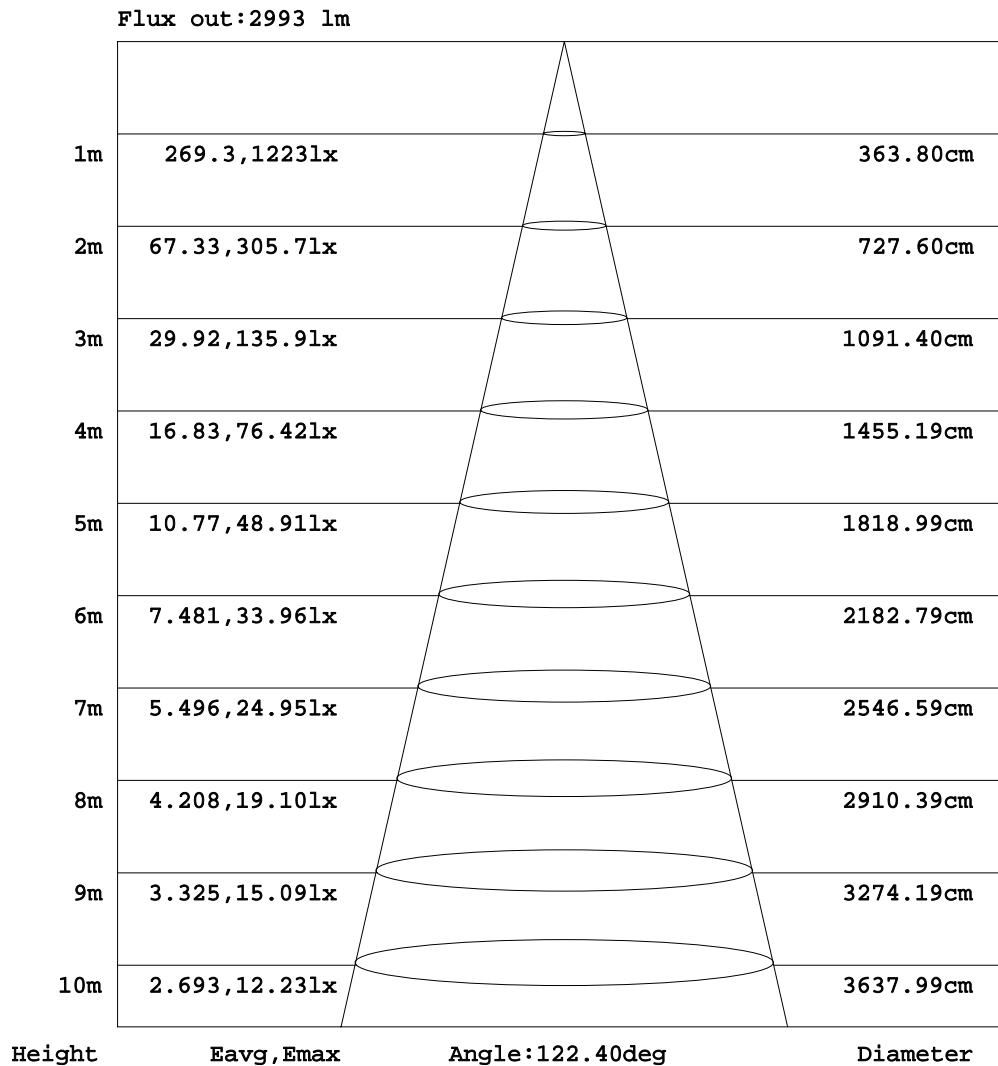 Flux out:2993 lm
1m 269.3,1223lx 363.80cm
2m 67.33,305.7lx 727.60cm
3m 29.92,135.9lx 1091.40cm
4m 16.83,76.42lx 1455.19cm
5m 10.77,48.91lx 1818.99cm
6m 7.481,33.96lx 2182.79cm
7m 5.496,24.95lx 2546.59cm
8m 4.208,19.10lx 2910.39cm
9m 3.325,15.09lx 3274.19cm
10m 2.693,12.23lx 3637.99cm
Height Eavg,Emax Angle:122.40deg Diameter